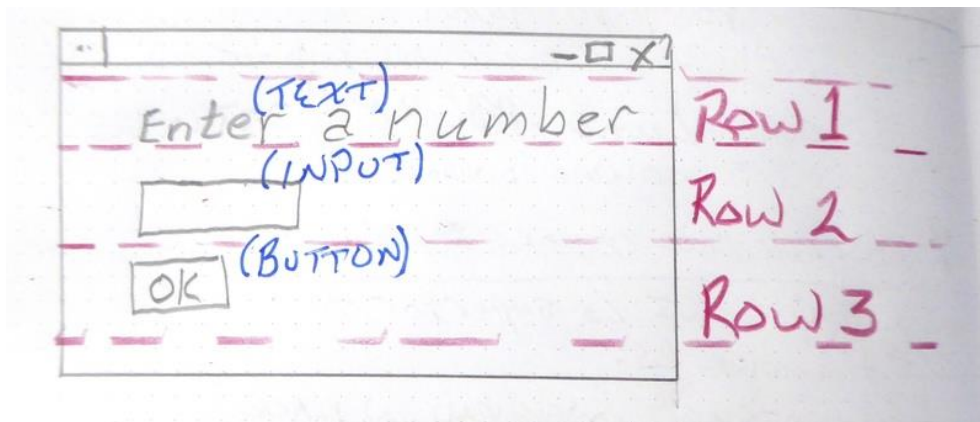 (TEXT)
Enter a number Row 1
(INPUT)
Row 2
(BUTTON)
OK
Row 3